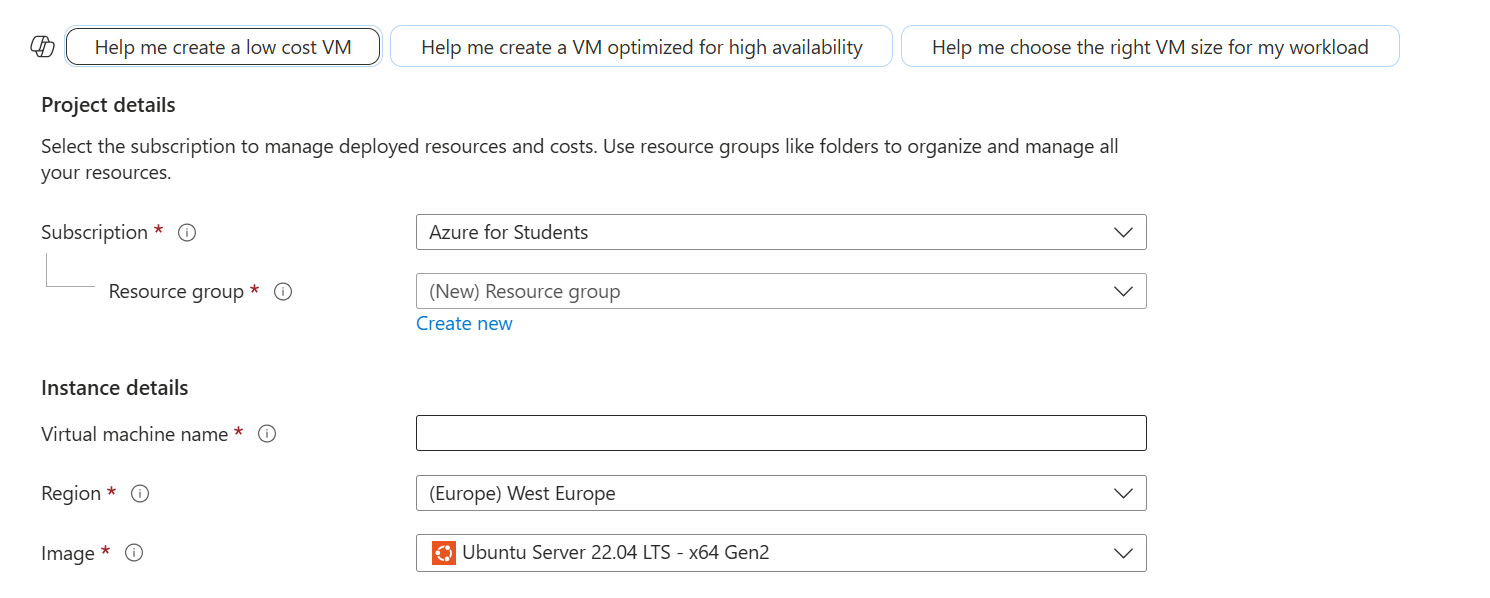 Help me create a low cost VM
Help me create a VM optimized for high availability
Help me choose the right VM size for my workload
Project details
Select the subscription to manage deployed resources and costs. Use resource groups like folders to organize and manage all
your resources.
Subscription *
Azure for Students
Resource group *
(New) Resource group
Create new
Instance details
Virtual machine name *
Region *
(Europe) West Europe
Image *
Ubuntu Server 22.04 LTS - x64 Gen2